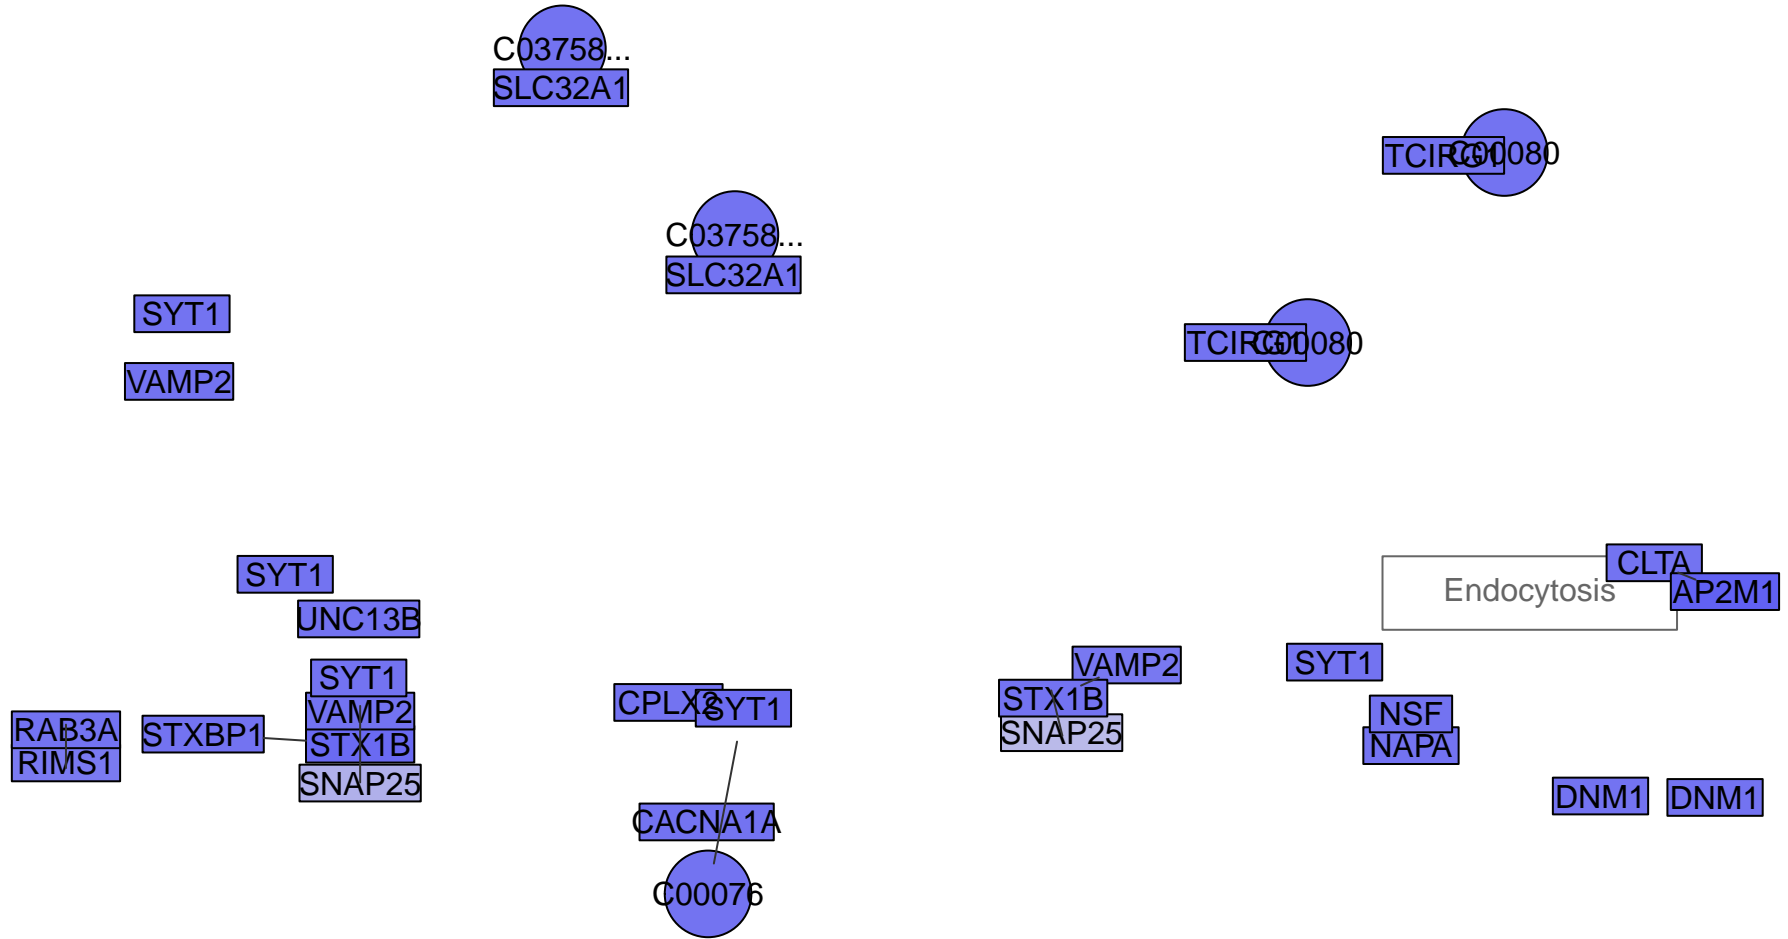 C03758...
SLC32A1
TCIRG1
C00080
C03758...
SLC32A1
SYT1
TCIRG1
C00080
VAMP2
SYT1
CLTA
Endocytosis
AP2M1
UNC13B
SYT1
VAMP2
SYT1
CPLX2
SYT1
STX1B
VAMP2
NSF
RAB3A
STXBP1
STX1B
SNAP25
NAPA
RIMS1
SNAP25
DNM1
DNM1
CACNA1A
C00076